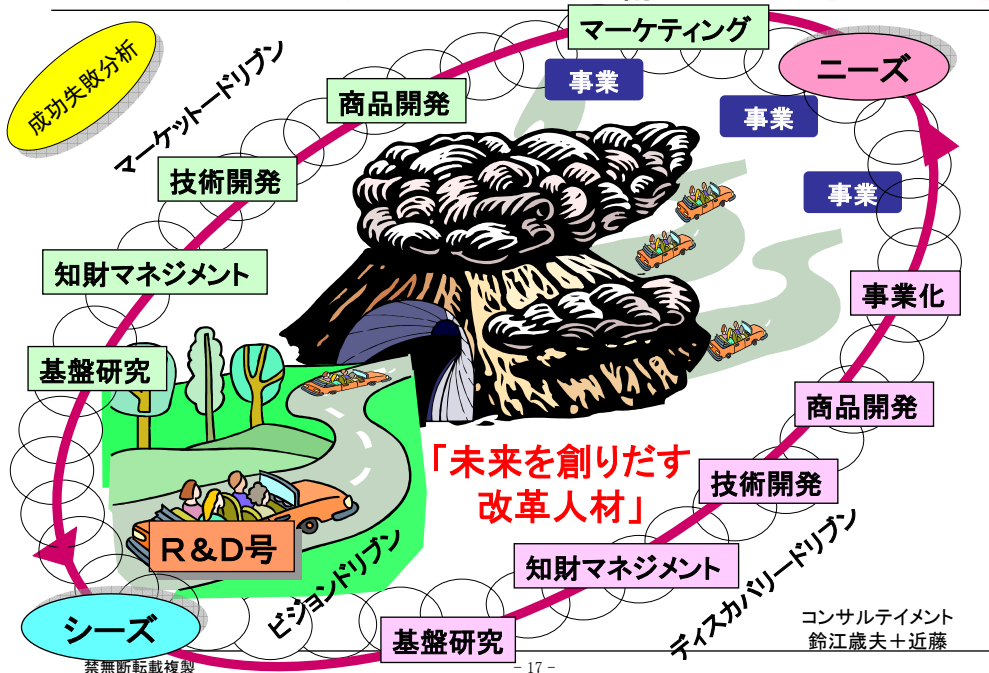 成功失敗分析
マーケットードリブン
マーケティング
ニーズ
事業
事業
事業
商品開発
技術開発
知財マネジメント
基盤研究
事業化
商品開発
技術開発
知財マネジメント
基盤研究
「未来を創りだす
改革人材」
R&D号
シーズ
ビジョンドリブン
ディスカバリードリブン
コンサルテイメント
鈴江歳夫+近藤
禁無断転載複製
- 17 -